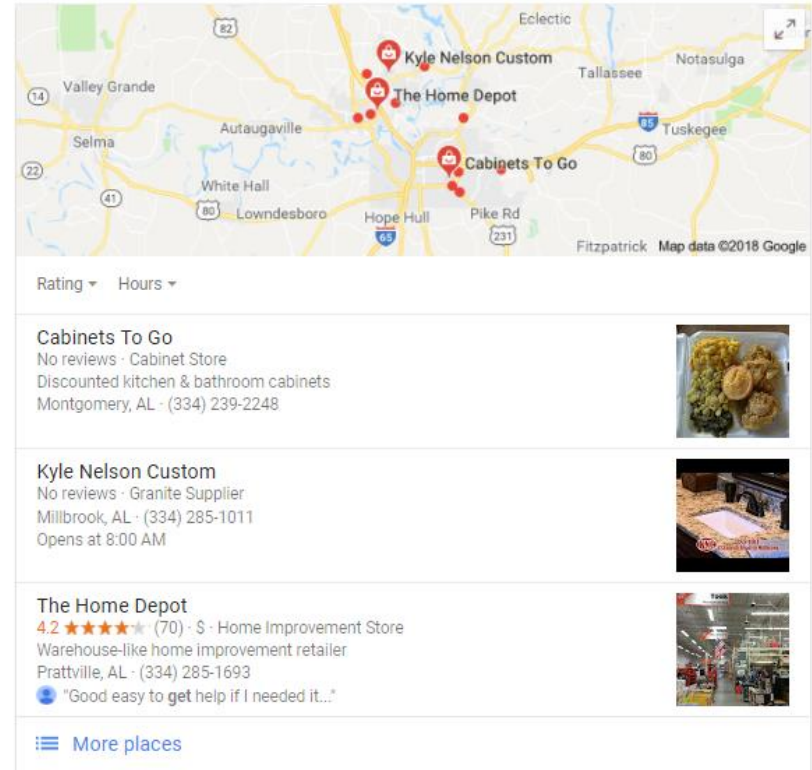 Eclectic
82
Kyle Nelson Custom
Notasulga
Tallassee
Valley Grande
14
The Home Depot
85
Tuskegee
Autaugaville
Selma
Cabinets To Go
80
22
White Hall
41
80
Lowndesboro
Hope Hull
Pike Rd
65
231
Fitzpatrick
Map data ©2018 Google
Rating
Hours
Cabinets To Go
No reviews · Cabinet Store
Discounted kitchen & bathroom cabinets
Montgomery, AL · (334) 239-2248
Kyle Nelson Custom
No reviews · Granite Supplier
Millbrook, AL · (334) 285-1011
Opens at 8:00 AM
The Home Depot
4.2 (70) · $ · Home Improvement Store
Warehouse-like home improvement retailer
Prattville, AL · (334) 285-1693
"Good easy to get help if I needed it..."
More places